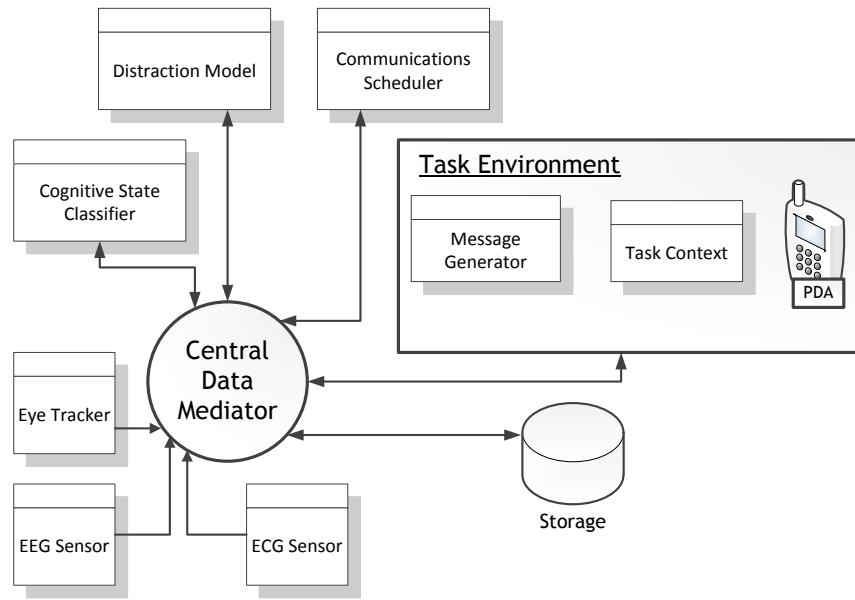 Distraction Model
Communications
Scheduler
Cognitive State
Classifier
Task Environment
Message
Generator
Task Context
PDA
Central
Data
Mediator
Eye Tracker
EEG Sensor
ECG Sensor
Storage